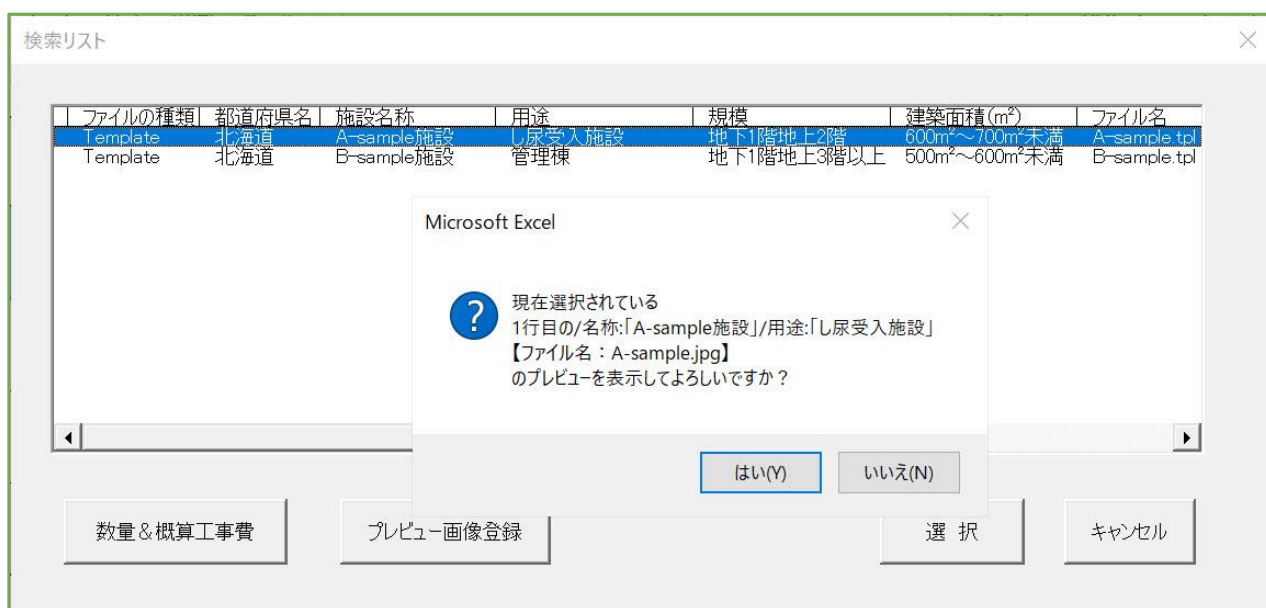 検索リスト
ファイルの種類 都道府県名 施設名称 用途 規模 建築面積(m²) ファイル名
Template 北海道 A-sample施設 し尿受入施設 地下1階地上2階 600m²～700m²未満 A-sample.tpl
Template 北海道 B-sample施設 管理棟 地下1階地上3階以上 500m²～600m²未満 B-sample.tpl
Microsoft Excel
現在選択されている
1行目の/名称:「A-sample施設」/用途:「し尿受入施設」
【ファイル名：A-sample.jpg】
のプレビューを表示してよろしいですか？
はい(Y) いいえ(N)
数量＆概算工事費 プレビュー画像登録 選 択 キャンセル